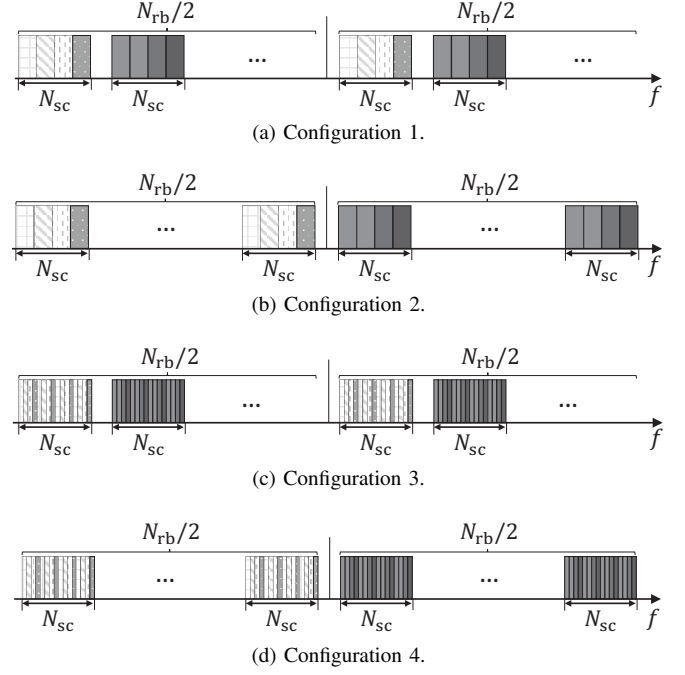 N_rb/2 N_rb/2
... ...
N_sc N_sc N_sc N_sc f
(a) Configuration 1.
N_rb/2 N_rb/2
... ...
N_sc N_sc N_sc N_sc f
(b) Configuration 2.
N_rb/2 N_rb/2
... ...
N_sc N_sc N_sc N_sc f
(c) Configuration 3.
N_rb/2 N_rb/2
... ...
N_sc N_sc N_sc N_sc f
(d) Configuration 4.